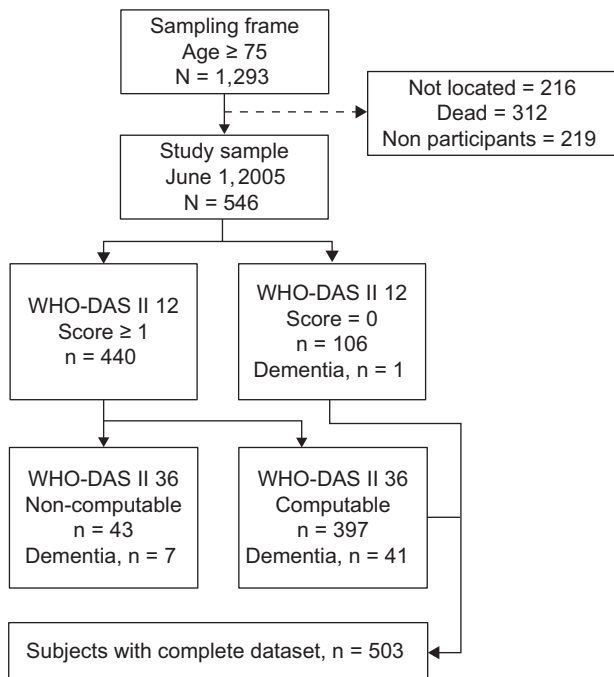 Sampling frame
Age ≥ 75
N = 1,293
Not located = 216
Dead = 312
Non participants = 219
Study sample
June 1, 2005
N = 546
WHO-DAS II 12
Score ≥ 1
n = 440
WHO-DAS II 12
Score = 0
n = 106
Dementia, n = 1
WHO-DAS II 36
Non-computable
n = 43
Dementia, n = 7
WHO-DAS II 36
Computable
n = 397
Dementia, n = 41
Subjects with complete dataset, n = 503